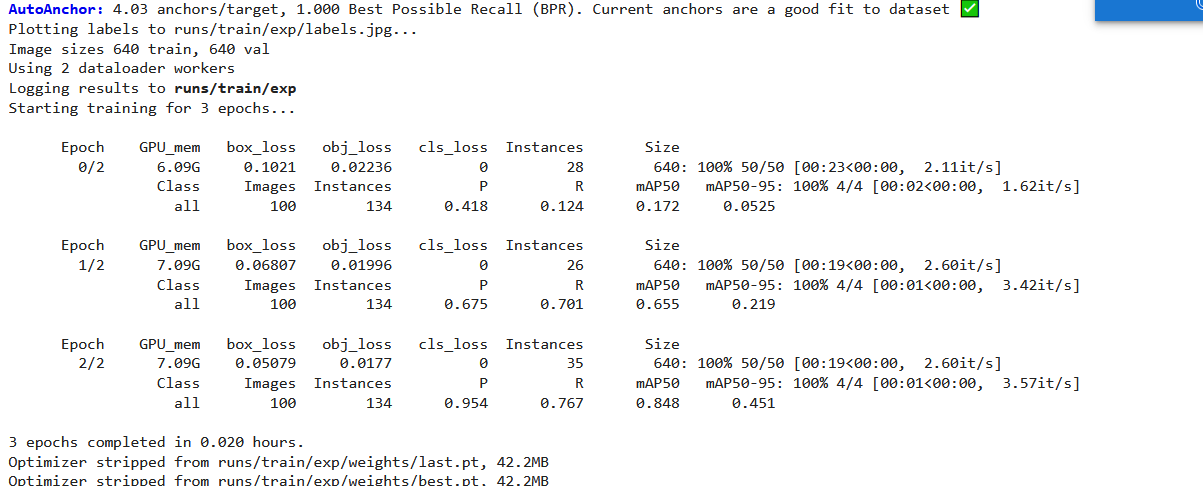 AutoAnchor: 4.03 anchors/target, 1.000 Best Possible Recall (BPR). Current anchors are a good fit to dataset ✅
Plotting labels to runs/train/exp/labels.jpg...
Image sizes 640 train, 640 val
Using 2 dataloader workers
Logging results to runs/train/exp
Starting training for 3 epochs...
Epoch GPU_mem box_loss obj_loss cls_loss Instances Size
0/2 6.09G 0.1021 0.02236 0 28 640: 100% 50/50 [00:23<00:00, 2.11it/s]
Class Images Instances P R mAP50 mAP50-95: 100% 4/4 [00:02<00:00, 1.62it/s]
all 100 134 0.418 0.124 0.172 0.0525
Epoch GPU_mem box_loss obj_loss cls_loss Instances Size
1/2 7.09G 0.06807 0.01996 0 26 640: 100% 50/50 [00:19<00:00, 2.60it/s]
Class Images Instances P R mAP50 mAP50-95: 100% 4/4 [00:01<00:00, 3.42it/s]
all 100 134 0.675 0.701 0.655 0.219
Epoch GPU_mem box_loss obj_loss cls_loss Instances Size
2/2 7.09G 0.05079 0.0177 0 35 640: 100% 50/50 [00:19<00:00, 2.60it/s]
Class Images Instances P R mAP50 mAP50-95: 100% 4/4 [00:01<00:00, 3.57it/s]
all 100 134 0.954 0.767 0.848 0.451
3 epochs completed in 0.020 hours.
Optimizer stripped from runs/train/exp/weights/last.pt, 42.2MB
Optimizer stripped from runs/train/exp/weights/best.pt, 42.2MB